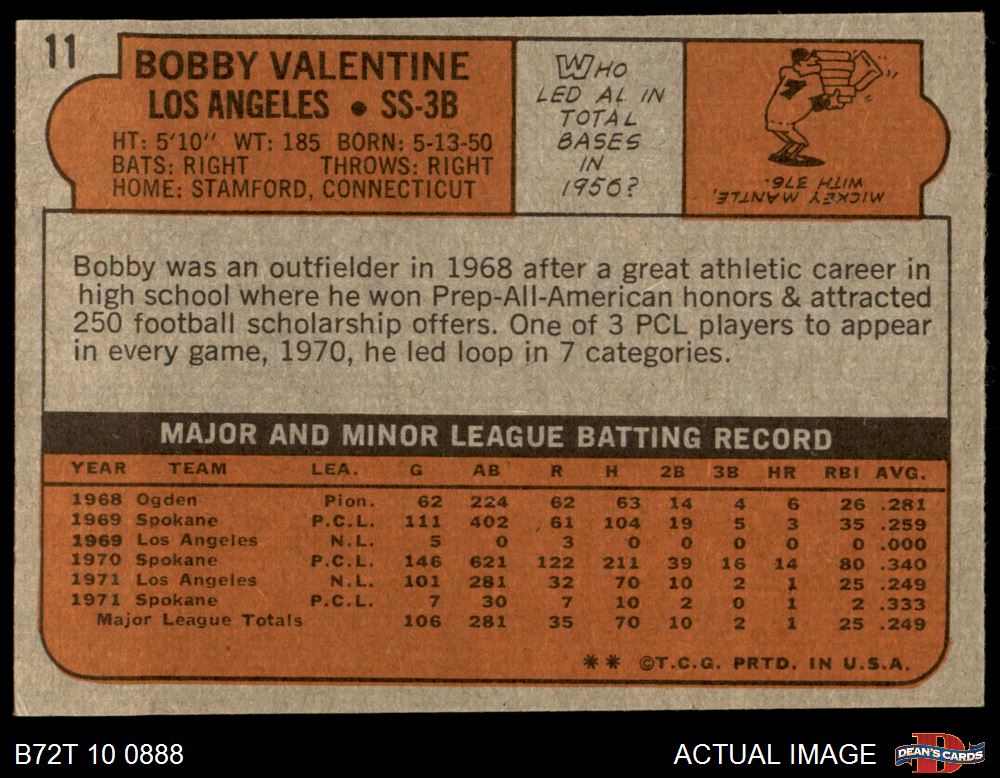 11
BOBBY VALENTINE
LOS ANGELES • SS-3B
HT: 5'10" WT: 185 BORN: 5-13-50
BATS: RIGHT THROWS: RIGHT
HOME: STAMFORD, CONNECTICUT
WHO
LED AL IN
TOTAL
BASES
IN
1956?
MICKEY MANTLE,
WITH 376.
7
Bobby was an outfielder in 1968 after a great athletic career in
high school where he won Prep-All-American honors & attracted
250 football scholarship offers. One of 3 PCL players to appear
in every game, 1970, he led loop in 7 categories.
MAJOR AND MINOR LEAGUE BATTING RECORD
YEAR TEAM LEA. G AB R H 2B 3B HR RBI AVG.
1968 Ogden Pion. 62 224 62 63 14 4 6 26 .281
1969 Spokane P.C.L. 111 402 61 104 19 5 3 35 .259
1969 Los Angeles N.L. 5 0 3 0 0 0 0 0 .000
1970 Spokane P.C.L. 146 621 122 211 39 16 14 80 .340
1971 Los Angeles N.L. 101 281 32 70 10 2 1 25 .249
1971 Spokane P.C.L. 7 30 7 10 2 0 1 2 .333
Major League Totals 106 281 35 70 10 2 1 25 .249
** ©T.C.G. PRTD. IN U.S.A.
B72T 10 0888
ACTUAL IMAGE
DEAN'S CARDS